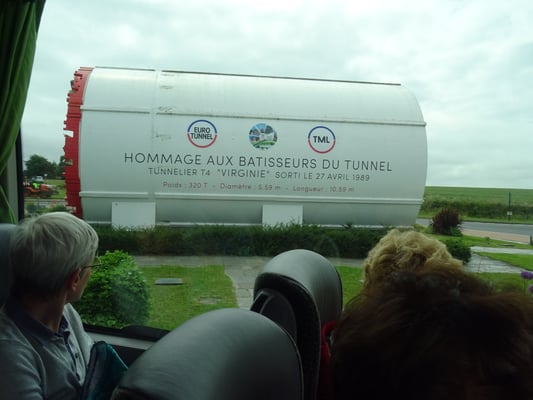 EURO
TUNNEL
TML
HOMMAGE AUX BATISSEURS DU TUNNEL
TUNNELIER T4 "VIRGINIE" SORTI LE 27 AVRIL 1989
Poids : 320 T - Diamètre : 5,59 m - Longueur : 10,59 m